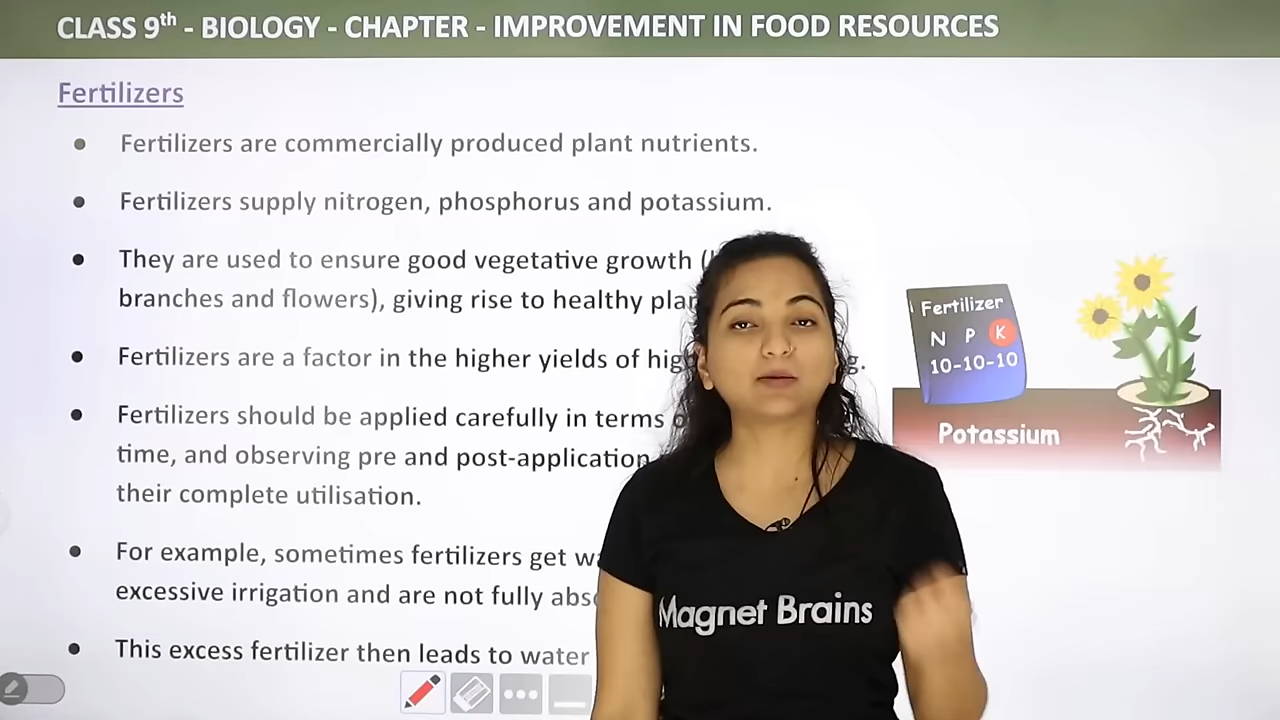 CLASS 9th - BIOLOGY - CHAPTER - IMPROVEMENT IN FOOD RESOURCES
Fertilizers
● Fertilizers are commercially produced plant nutrients.
● Fertilizers supply nitrogen, phosphorus and potassium.
● They are used to ensure good vegetative growth (
branches and flowers), giving rise to healthy
● Fertilizers are a factor in the higher yields of
● Fertilizers should be applied carefully in terms
time, and observing pre and post-application
their complete utilisation.
● For example, sometimes fertilizers get
excessive irrigation and are not fully
● This excess fertilizer then leads to water
Fertilizer
N P K
10-10-10
Potassium
Magnet Brains